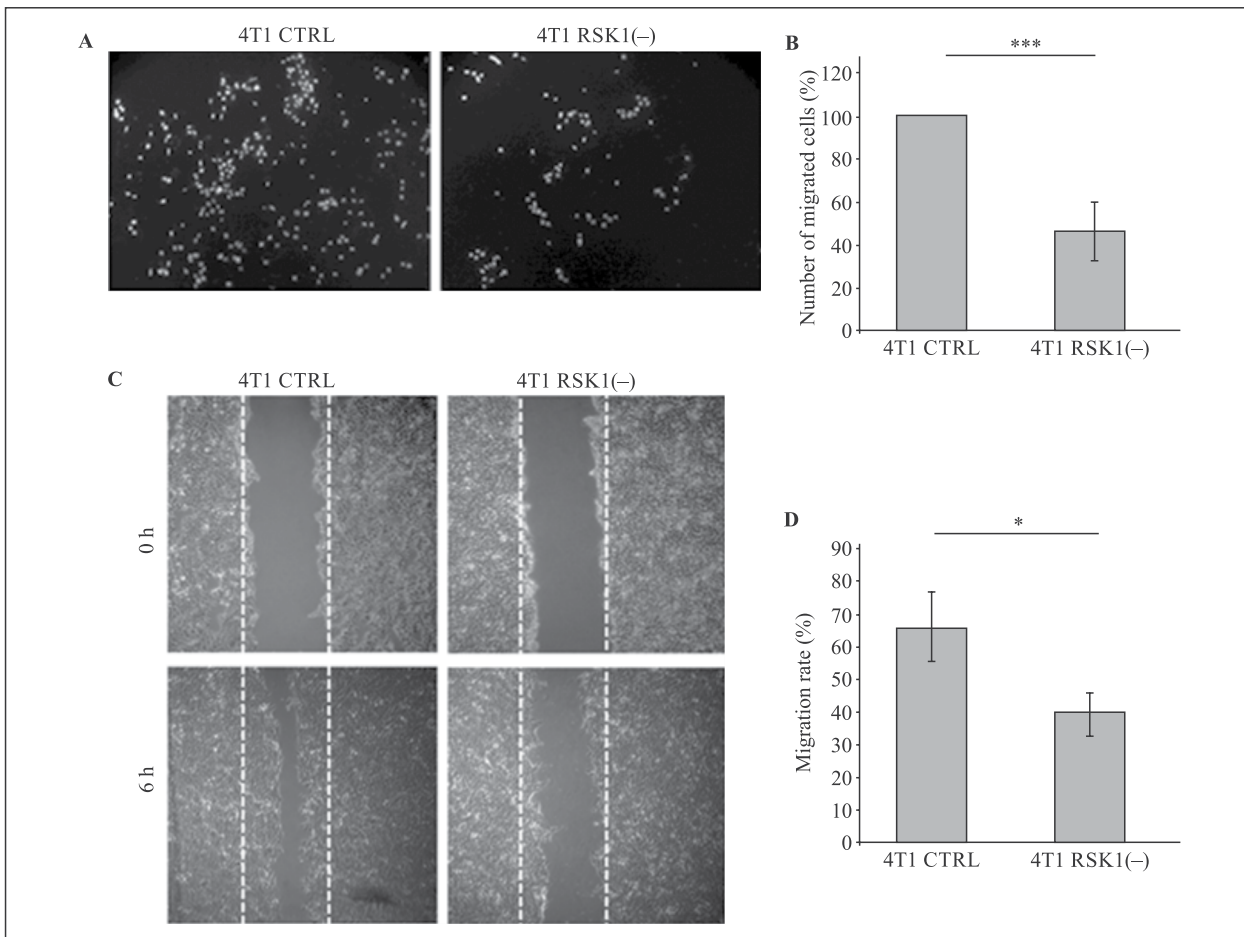 A
4T1 CTRL
4T1 RSK1(–)
B
***
Number of migrated cells (%)
120
100
80
60
40
20
0
4T1 CTRL
4T1 RSK1(–)
C
4T1 CTRL
4T1 RSK1(–)
0 h
6 h
D
*
Migration rate (%)
90
80
70
60
50
40
30
20
10
0
4T1 CTRL
4T1 RSK1(–)